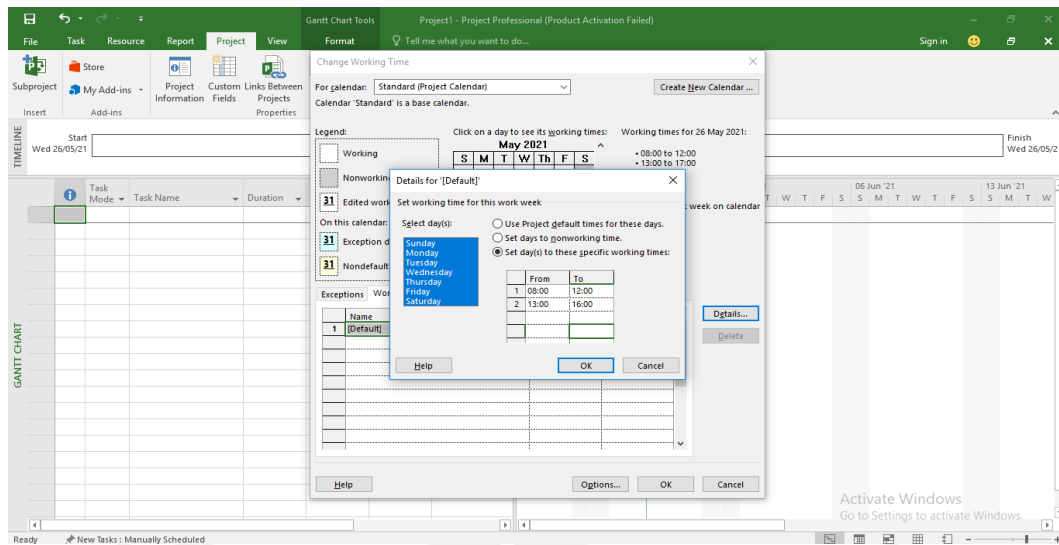 Gantt Chart Tools
Project1 - Project Professional (Product Activation Failed)
File Task Resource Report Project View Format Tell me what you want to do... Sign in
Subproject
Store
My Add-ins
Project Information
Custom Fields
Links Between Projects
Insert Add-ins Properties
TIMELINE
Start
Wed 26/05/21
Finish
Wed 26/05/2
Task Mode Task Name Duration
06 Jun '21 13 Jun '21
T W T F S S M T W T F S S M T W
GANTT CHART
Change Working Time
For calendar: Standard (Project Calendar) Create New Calendar ...
Calendar 'Standard' is a base calendar.
Legend:
Working
Nonworkin
31 Edited work
On this calendar:
31 Exception d
31 Nondefault
Click on a day to see its working times:
May 2021
S M T W Th F S
Working times for 26 May 2021:
• 08:00 to 12:00
• 13:00 to 17:00
week on calendar
Exceptions Wor
Name
1 [Default]
Details...
Delete
Help Options... OK Cancel
Details for '[Default]'
Set working time for this work week
Select day(s):
Sunday
Monday
Tuesday
Wednesday
Thursday
Friday
Saturday
Use Project default times for these days.
Set days to nonworking time.
Set day(s) to these specific working times:
From To
1 08:00 12:00
2 13:00 16:00
Help OK Cancel
Activate Windows
Go to Settings to activate Windows.
Ready New Tasks : Manually Scheduled